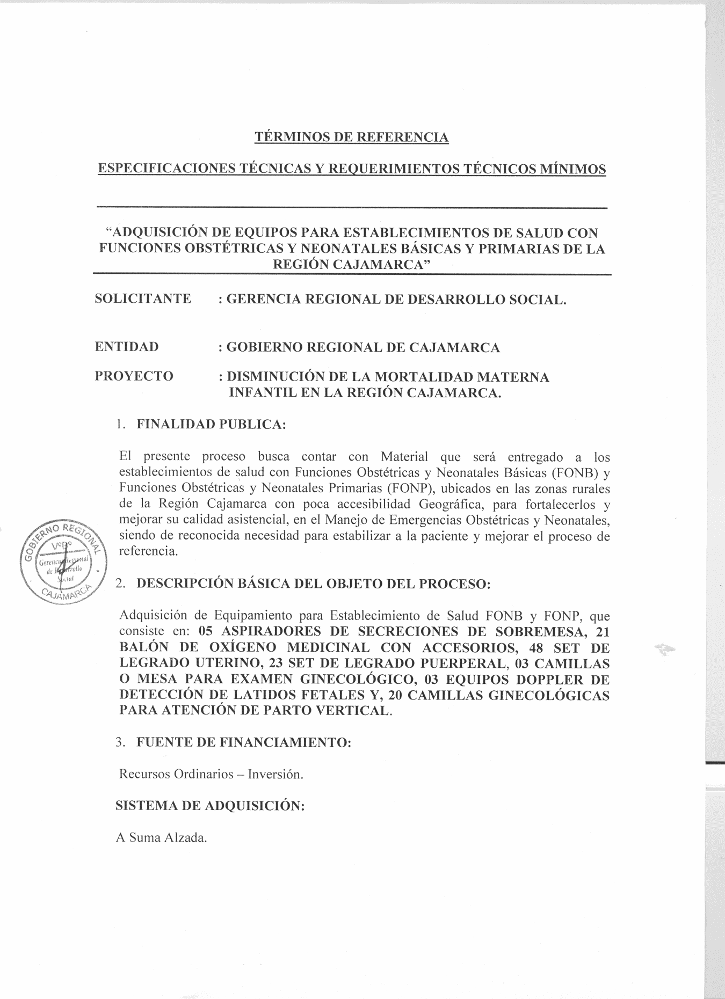 TÉRMINOS DE REFERENCIA
ESPECIFICACIONES TÉCNICAS Y REQUERIMIENTOS TÉCNICOS MÍNIMOS
“ADQUISICIÓN DE EQUIPOS PARA ESTABLECIMIENTOS DE SALUD CON
FUNCIONES OBSTÉTRICAS Y NEONATALES BÁSICAS Y PRIMARIAS DE LA
REGIÓN CAJAMARCA”
SOLICITANTE : GERENCIA REGIONAL DE DESARROLLO SOCIAL.
ENTIDAD : GOBIERNO REGIONAL DE CAJAMARCA
PROYECTO : DISMINUCIÓN DE LA MORTALIDAD MATERNA
INFANTIL EN LA REGIÓN CAJAMARCA.
1. FINALIDAD PUBLICA:
El presente proceso busca contar con Material que será entregado a los
establecimientos de salud con Funciones Obstétricas y Neonatales Básicas (FONB) y
Funciones Obstétricas y Neonatales Primarias (FONP), ubicados en las zonas rurales
de la Región Cajamarca con poca accesibilidad Geográfica, para fortalecerlos y
mejorar su calidad asistencial, en el Manejo de Emergencias Obstétricas y Neonatales,
siendo de reconocida necesidad para estabilizar a la paciente y mejorar el proceso de
referencia.
GOBIERNO REGIONAL
VºBº
Gerencia Regional
de Desarrollo
Social
CAJAMARCA
2. DESCRIPCIÓN BÁSICA DEL OBJETO DEL PROCESO:
Adquisición de Equipamiento para Establecimiento de Salud FONB y FONP, que
consiste en: 05 ASPIRADORES DE SECRECIONES DE SOBREMESA, 21
BALÓN DE OXÍGENO MEDICINAL CON ACCESORIOS, 48 SET DE
LEGRADO UTERINO, 23 SET DE LEGRADO PUERPERAL, 03 CAMILLAS
O MESA PARA EXAMEN GINECOLÓGICO, 03 EQUIPOS DOPPLER DE
DETECCIÓN DE LATIDOS FETALES Y, 20 CAMILLAS GINECOLÓGICAS
PARA ATENCIÓN DE PARTO VERTICAL.
3. FUENTE DE FINANCIAMIENTO:
Recursos Ordinarios – Inversión.
SISTEMA DE ADQUISICIÓN:
A Suma Alzada.